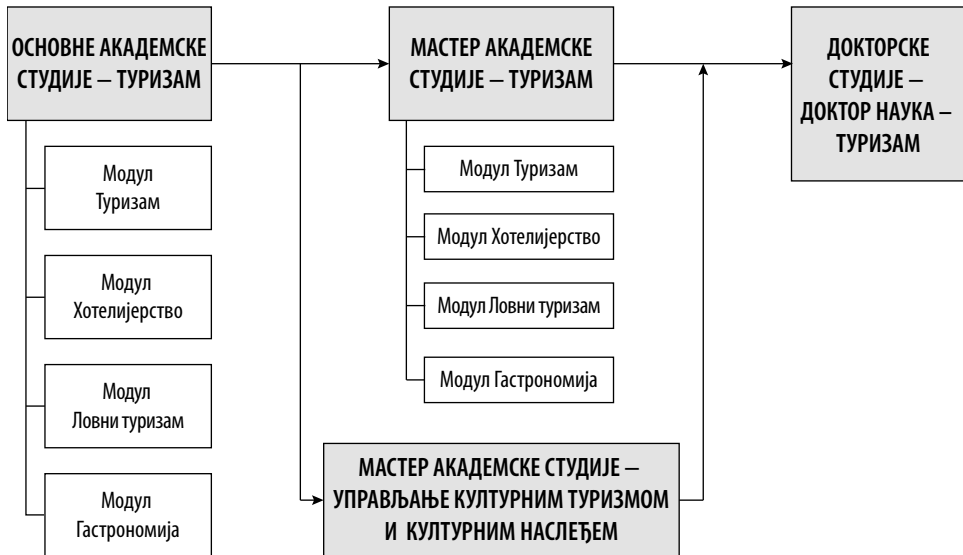 ОСНОВНЕ АКАДЕМСКЕ
СТУДИЈЕ – ТУРИЗАМ
Модул
Туризам
Модул
Хотелијерство
Модул
Ловни туризам
Модул
Гастрономија
МАСТЕР АКАДЕМСКЕ
СТУДИЈЕ – ТУРИЗАМ
Модул Туризам
Модул Хотелијерство
Модул Ловни туризам
Модул Гастрономија
МАСТЕР АКАДЕМСКЕ СТУДИЈЕ –
УПРАВЉАЊЕ КУЛТУРНИМ ТУРИЗМОМ
И КУЛТУРНИМ НАСЛЕЂЕМ
ДОКТОРСКЕ
СТУДИЈЕ –
ДОКТОР НАУКА –
ТУРИЗАМ